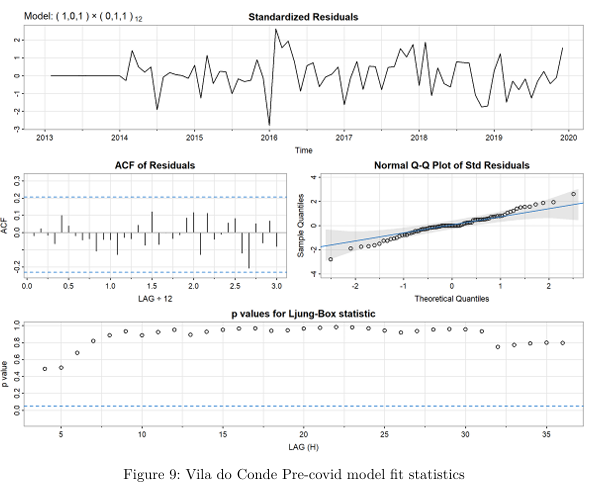 Model: ( 1,0,1 ) × ( 0,1,1 ) 12
Standardized Residuals
3
2
1
0
-1
-2
-3
2013 2014 2015 2016 2017 2018 2019 2020
Time
ACF of Residuals
ACF
0.3
0.2
0.1
0.0
-0.2
0.0 0.5 1.0 1.5 2.0 2.5 3.0
LAG ÷ 12
Normal Q-Q Plot of Std Residuals
Sample Quantiles
4
2
0
-2
-4
-2 -1 0 1 2
Theoretical Quantiles
p values for Ljung-Box statistic
p value
1.0
0.8
0.6
0.4
0.2
0.0
5 10 15 20 25 30 35
LAG (H)
Figure 9: Vila do Conde Pre-covid model fit statistics